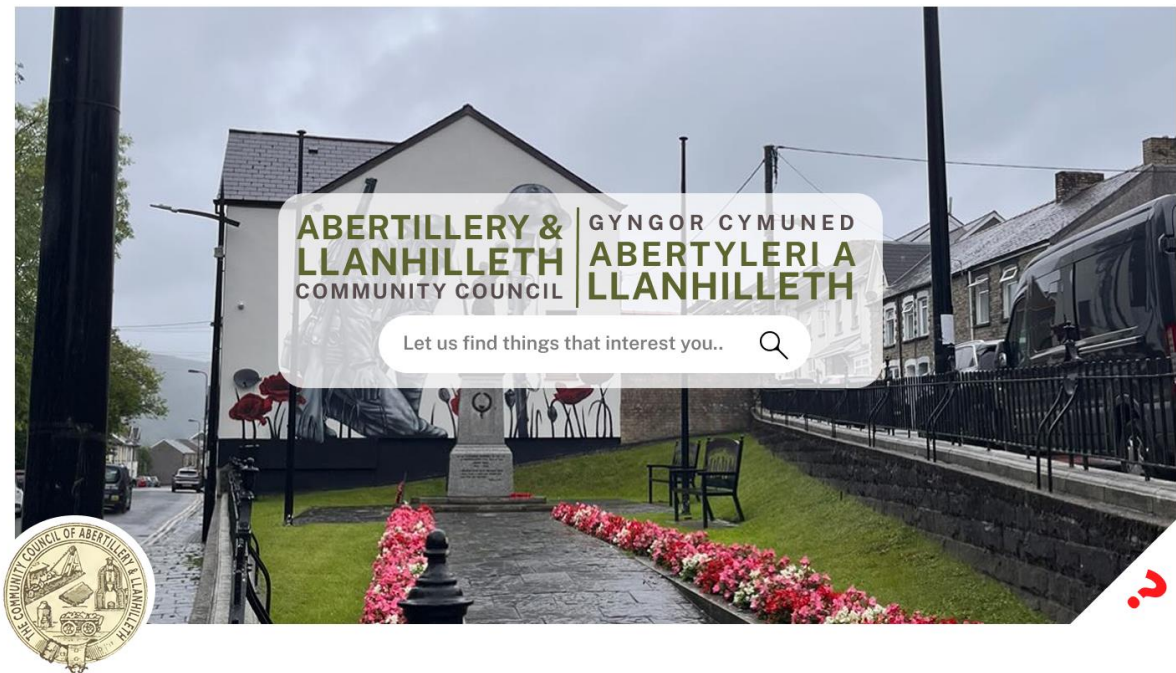 ABERTILLERY &
LLANHILLETH
COMMUNITY COUNCIL
GYNGOR CYMUNED
ABERTYLERI A
LLANHILLETH
Let us find things that interest you..
THE COMMUNITY COUNCIL OF ABERTILLERY & LLANHILLETH
?